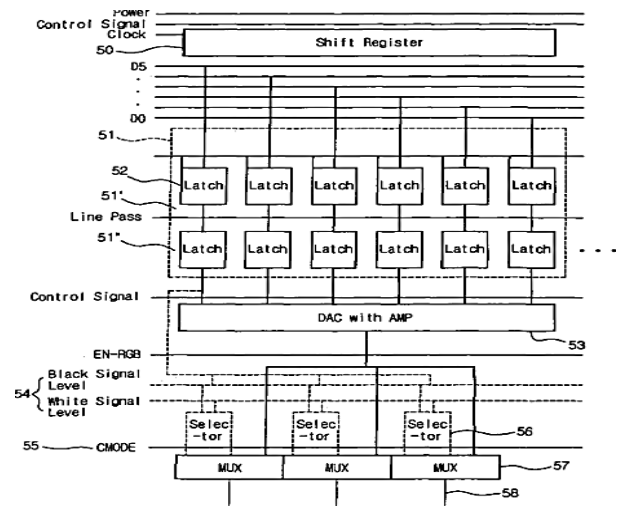 Power
Control Signal
Clock
50
Shift Register
D5
.
.
.
D0
51
52
Latch Latch Latch Latch Latch Latch
51'
Line Pass
51"
Latch Latch Latch Latch Latch Latch
. . .
Control Signal
DAC with AMP
53
EN-RGB
Black Signal Level
54
White Signal Level
Selec-tor Selec-tor Selec-tor
56
55 CMODE
MUX MUX MUX
57
58